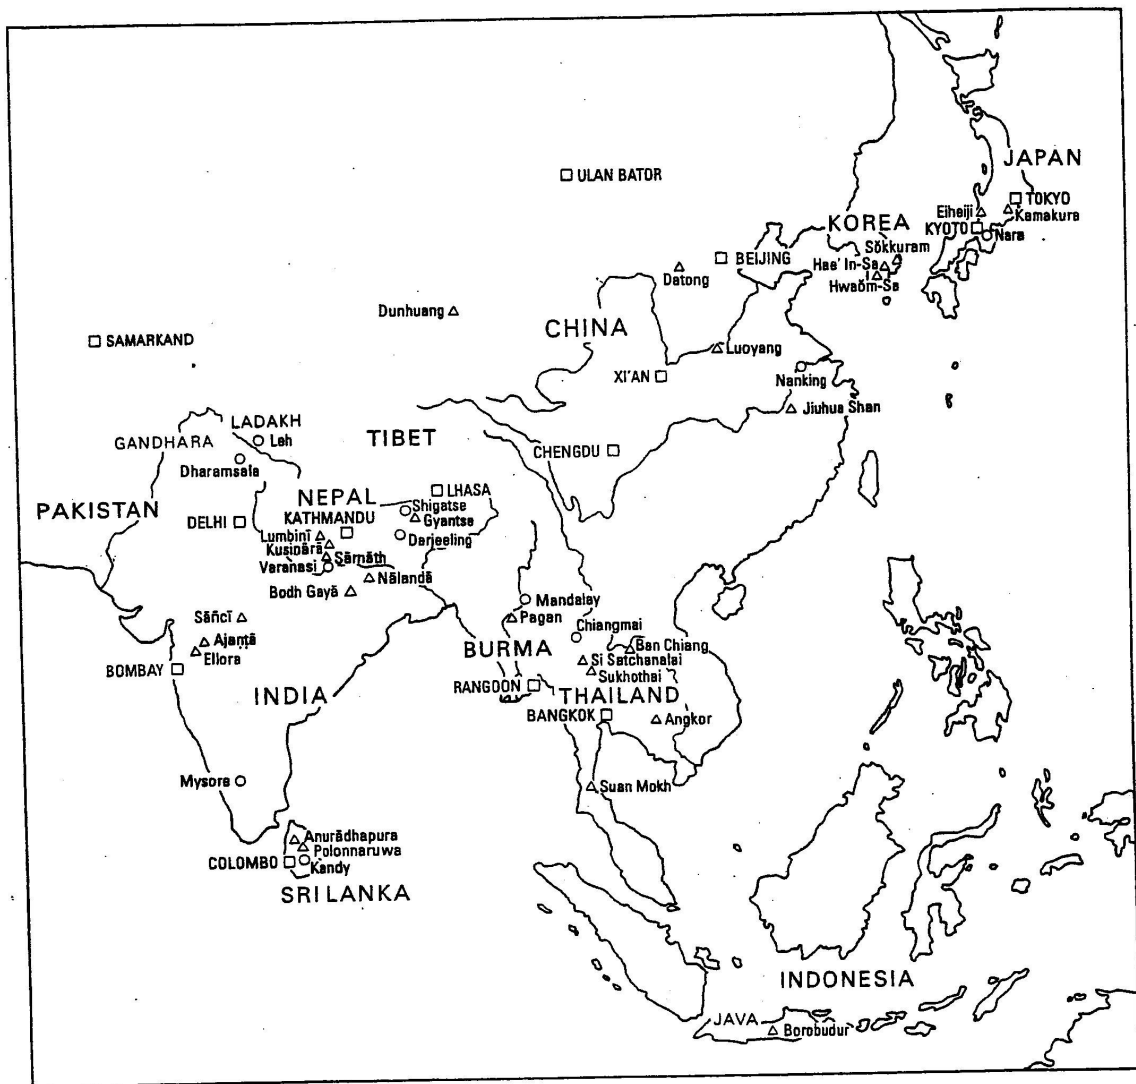 JAPAN
ULAN BATOR
TOKYO
Eiheiji
Kamakura
KOREA
KYOTO
Nara
Sŏkkuram
BEIJING
Hae' In-Sa
Datong
Hwaŏm-Sa
Dunhuang
CHINA
SAMARKAND
Luoyang
XI'AN
Nanking
Jiuhua Shan
LADAKH
GANDHARA
Leh
TIBET
CHENGDU
Dharamsala
LHASA
NEPAL
PAKISTAN
Shigatse
KATHMANDU
Gyantse
DELHI
Lumbinī
Darjeeling
Kusinārā
Sārnāth
Varanasi
Nālandā
Bodh Gayā
Mandalay
Sāñcī
Pagan
Chiangmai
Ajaṇṭā
Ban Chiang
BURMA
Ellora
Si Satchanalai
BOMBAY
Sukhothai
RANGOON
INDIA
THAILAND
BANGKOK
Angkor
Mysore
Suan Mokh
Anurādhapura
Polonnaruwa
COLOMBO
Kandy
SRI LANKA
INDONESIA
JAVA
Borobudur